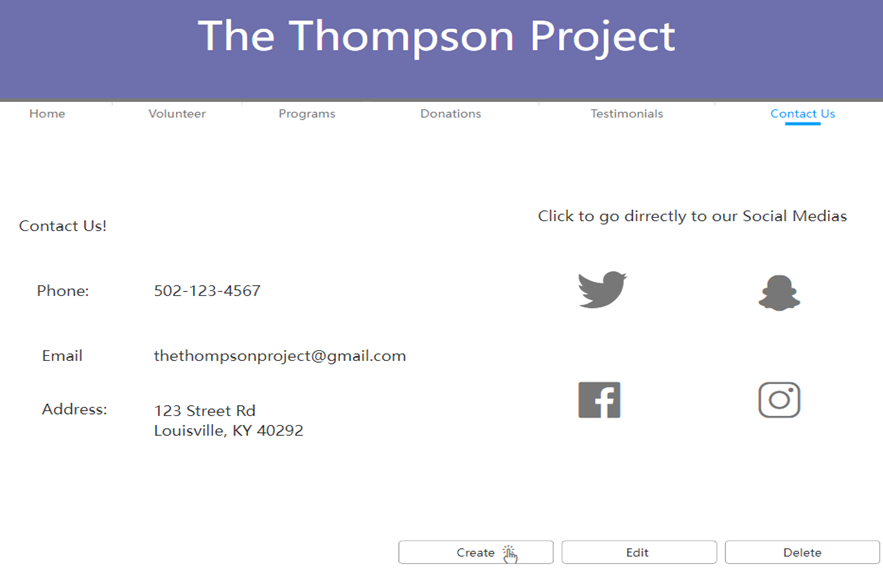 The Thompson Project
Home Volunteer Programs Donations Testimonials Contact Us
Contact Us!
Phone: 502-123-4567
Email thethompsonproject@gmail.com
Address: 123 Street Rd
Louisville, KY 40292
Click to go dirrectly to our Social Medias
Create Edit Delete